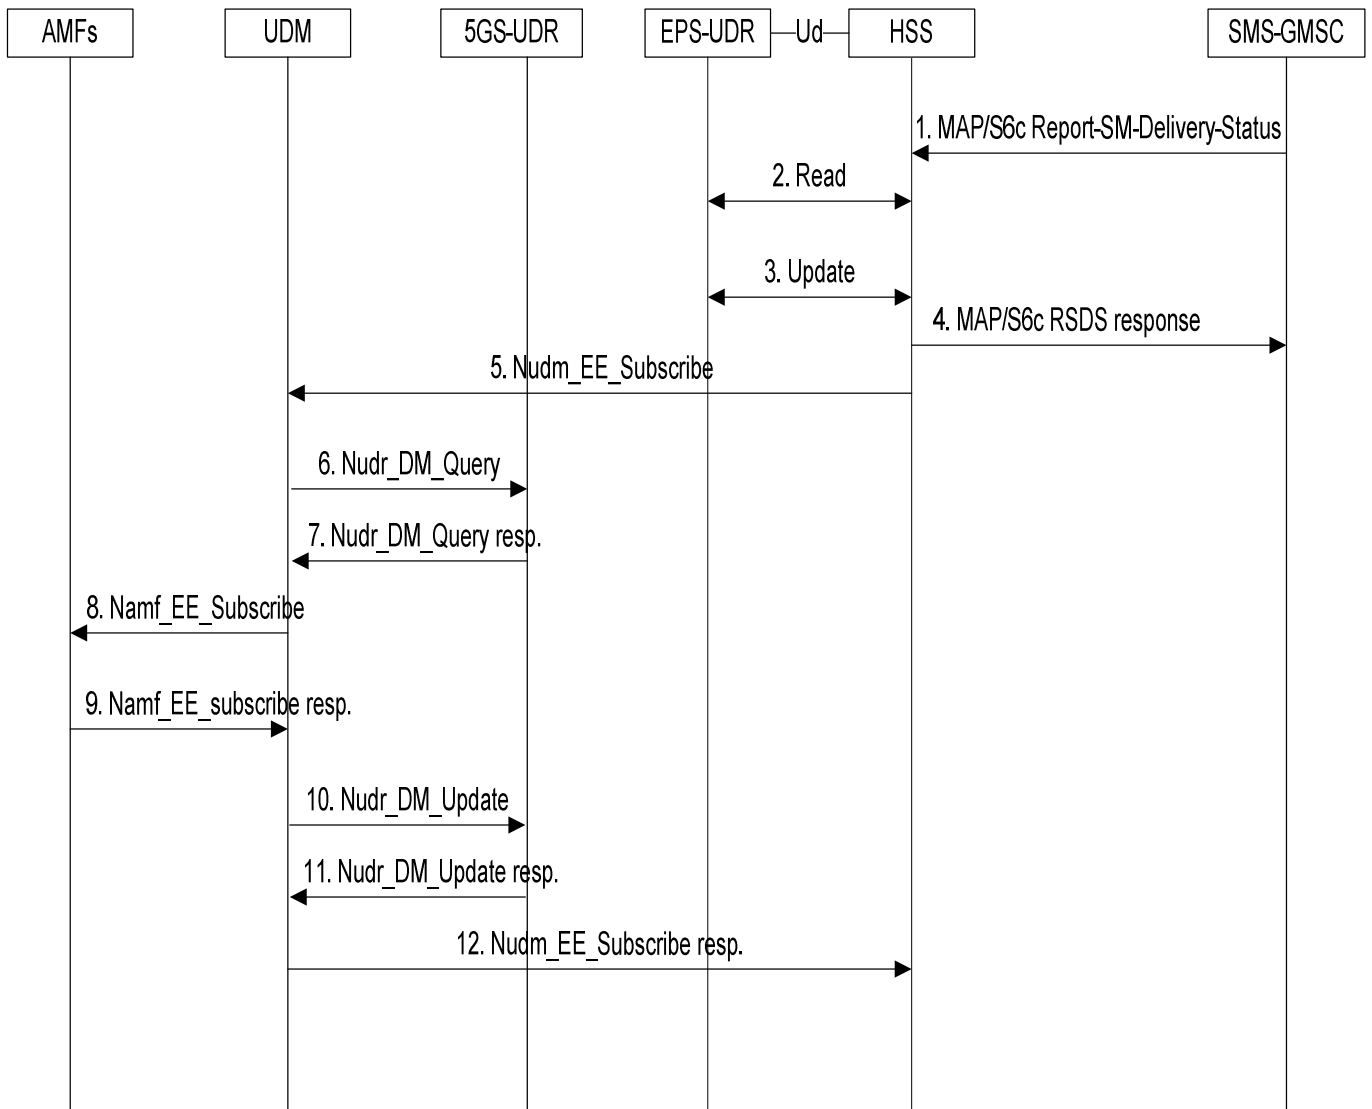 AMFs
UDM
5GS-UDR
EPS-UDR
Ud
HSS
SMS-GMSC
1. MAP/S6c Report-SM-Delivery-Status
2. Read
3. Update
4. MAP/S6c RSDS response
5. Nudm_EE_Subscribe
6. Nudr_DM_Query
7. Nudr_DM_Query resp.
8. Namf_EE_Subscribe
9. Namf_EE_subscribe resp.
10. Nudr_DM_Update
11. Nudr_DM_Update resp.
12. Nudm_EE_Subscribe resp.